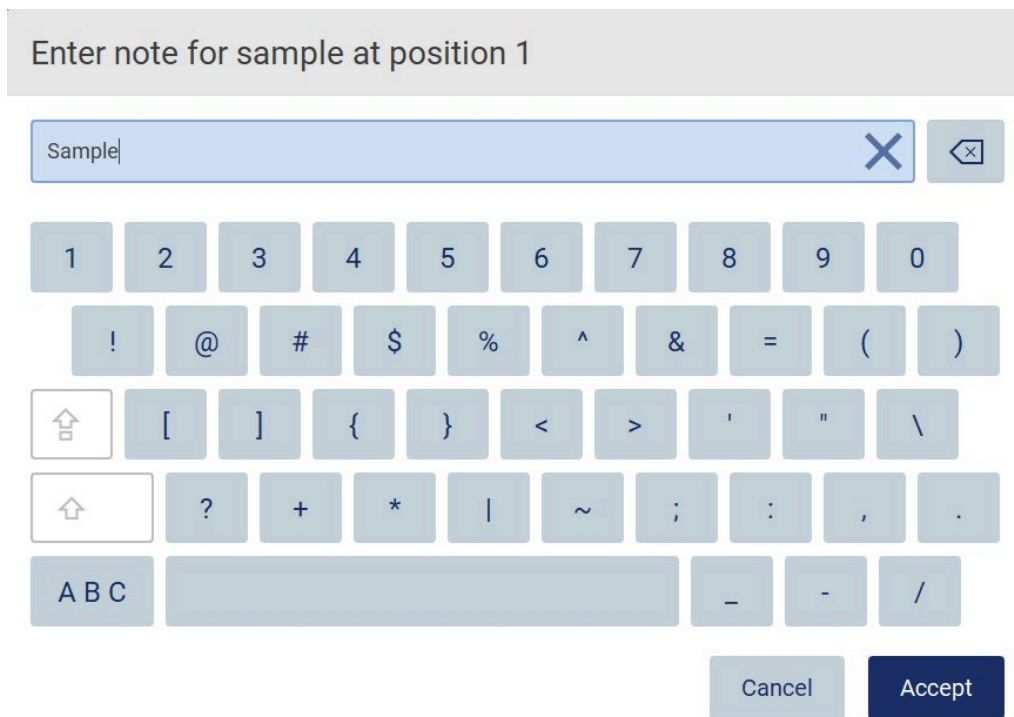 Enter note for sample at position 1
Sample
1 2 3 4 5 6 7 8 9 0
! @ # $ % ^ & = ( )
[ ] { } < > ' " \
? + * | ~ ; : , .
A B C _ - /
Cancel Accept